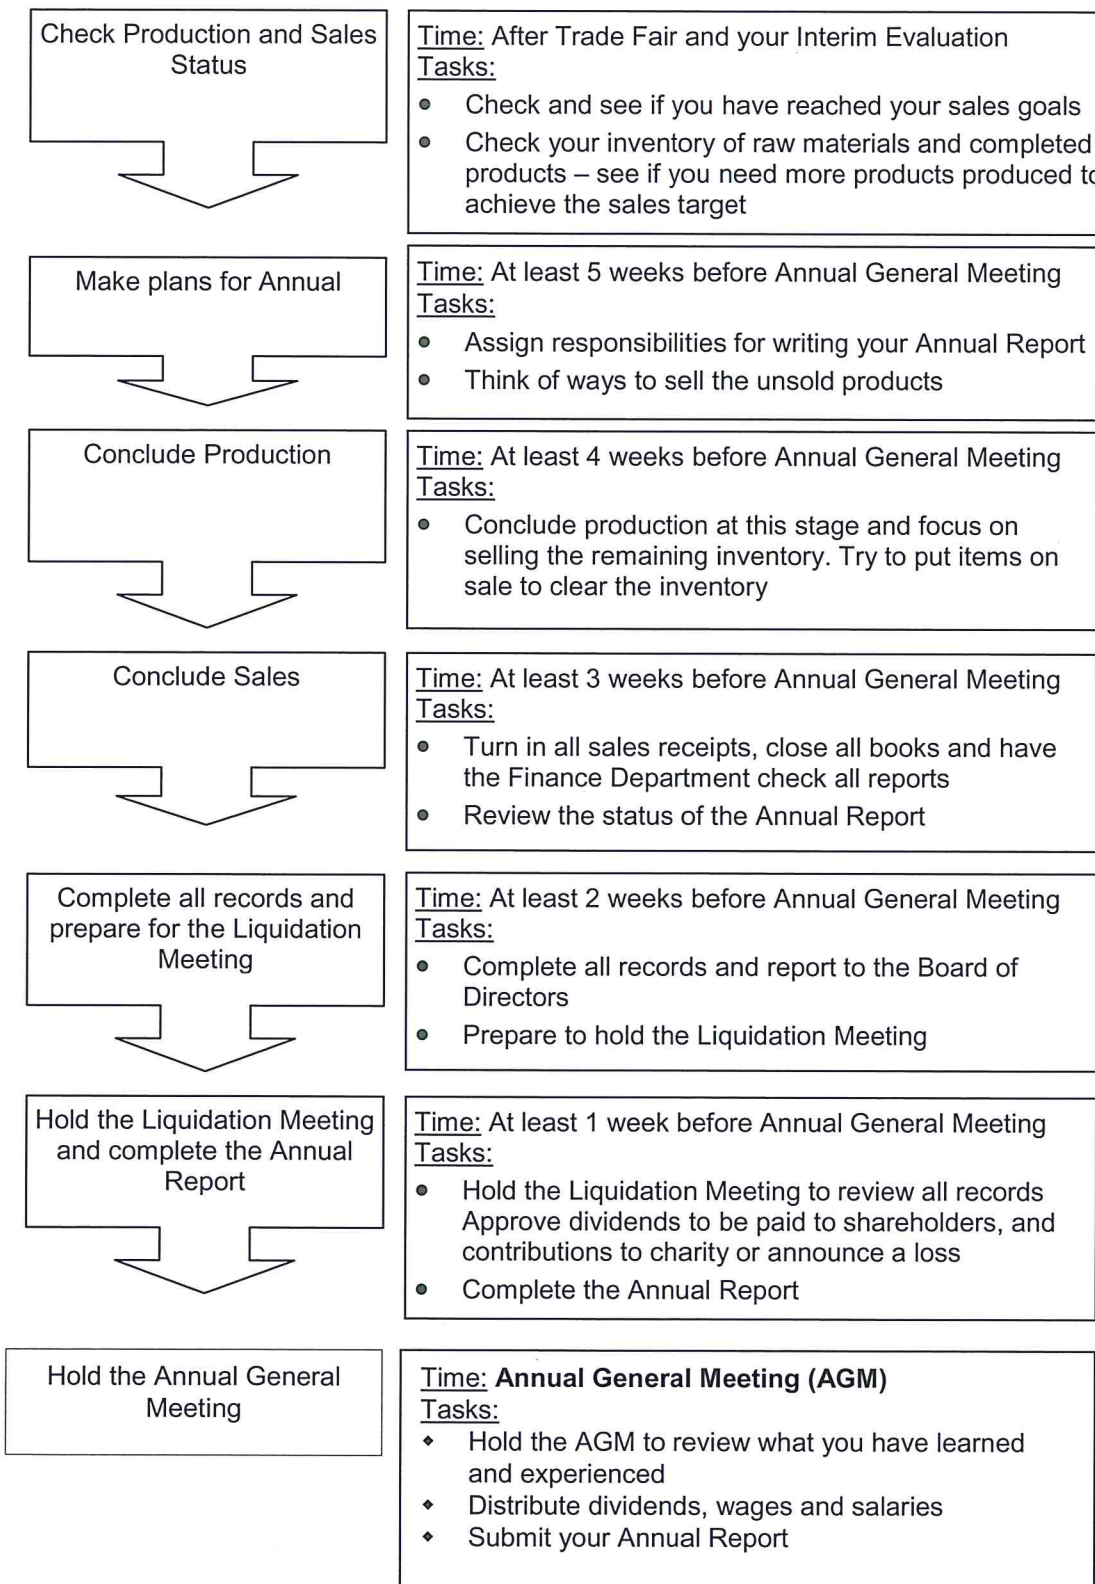 Check Production and Sales
Status
Time: After Trade Fair and your Interim Evaluation
Tasks:
• Check and see if you have reached your sales goals
• Check your inventory of raw materials and completed
products – see if you need more products produced to
achieve the sales target
Make plans for Annual
Time: At least 5 weeks before Annual General Meeting
Tasks:
• Assign responsibilities for writing your Annual Report
• Think of ways to sell the unsold products
Conclude Production
Time: At least 4 weeks before Annual General Meeting
Tasks:
• Conclude production at this stage and focus on
selling the remaining inventory. Try to put items on
sale to clear the inventory
Conclude Sales
Time: At least 3 weeks before Annual General Meeting
Tasks:
• Turn in all sales receipts, close all books and have
the Finance Department check all reports
• Review the status of the Annual Report
Complete all records and
prepare for the Liquidation
Meeting
Time: At least 2 weeks before Annual General Meeting
Tasks:
• Complete all records and report to the Board of
Directors
• Prepare to hold the Liquidation Meeting
Hold the Liquidation Meeting
and complete the Annual
Report
Time: At least 1 week before Annual General Meeting
Tasks:
• Hold the Liquidation Meeting to review all records
Approve dividends to be paid to shareholders, and
contributions to charity or announce a loss
• Complete the Annual Report
Hold the Annual General
Meeting
Time: Annual General Meeting (AGM)
Tasks:
❖ Hold the AGM to review what you have learned
and experienced
❖ Distribute dividends, wages and salaries
❖ Submit your Annual Report